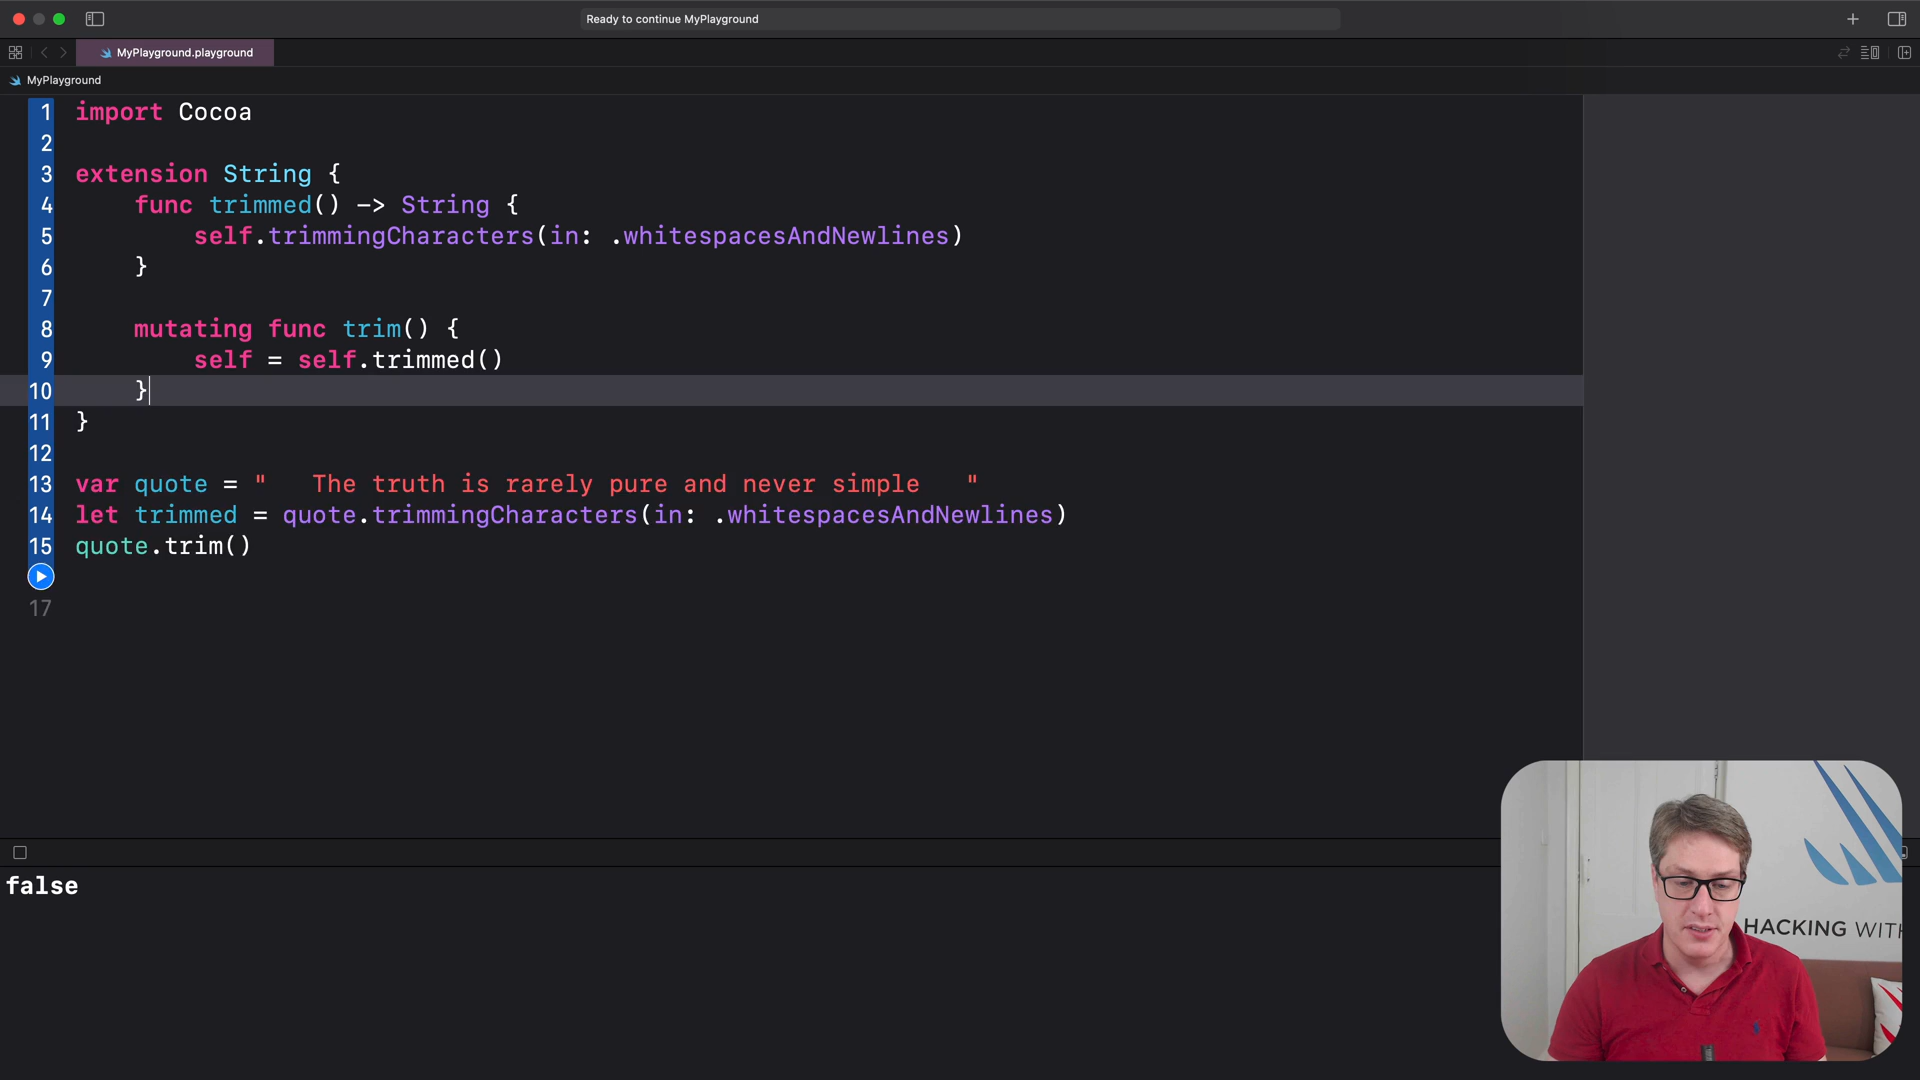 Ready to continue MyPlayground
MyPlayground.playground
MyPlayground
1 import Cocoa
2
3 extension String {
4     func trimmed() -> String {
5         self.trimmingCharacters(in: .whitespacesAndNewlines)
6     }
7
8     mutating func trim() {
9         self = self.trimmed()
10     }
11 }
12
13 var quote = "   The truth is rarely pure and never simple   "
14 let trimmed = quote.trimmingCharacters(in: .whitespacesAndNewlines)
15 quote.trim()
17
false
HACKING WITH